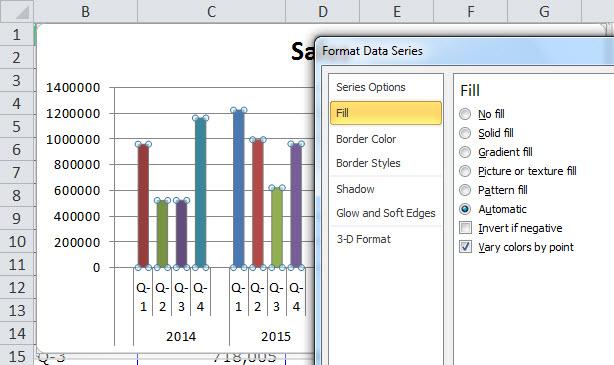 B C D E F G
1
2
3
4
5
6
7
8
9
10
11
12
13
14
15
Sa
1400000
1200000
1000000
800000
600000
400000
200000
0
Q-1 Q-2 Q-3 Q-4 Q-1 Q-2 Q-3 Q-4
2014 2015
Q-3 718,005
Format Data Series
Series Options
Fill
Border Color
Border Styles
Shadow
Glow and Soft Edges
3-D Format
Fill
No fill
Solid fill
Gradient fill
Picture or texture fill
Pattern fill
Automatic
Invert if negative
Vary colors by point